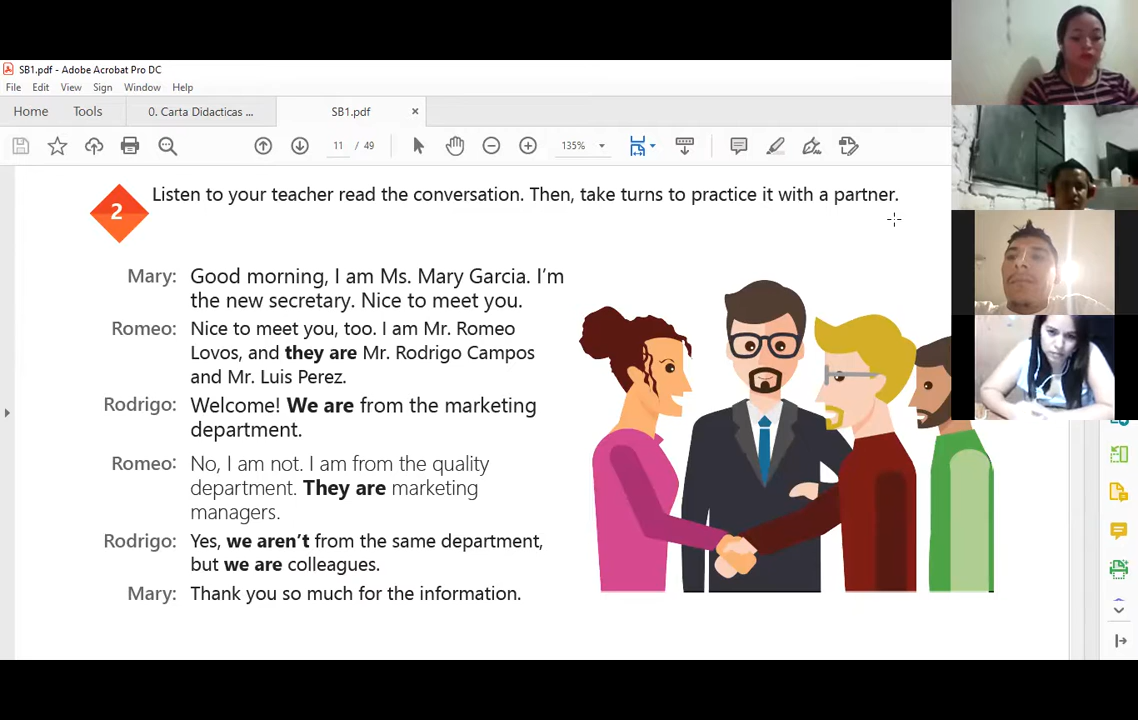 SB1.pdf - Adobe Acrobat Pro DC
File Edit View Sign Window Help
Home Tools 0. Carta Didacticas ... SB1.pdf ×
11 / 49 135%
2
Listen to your teacher read the conversation. Then, take turns to practice it with a partner.
Mary: Good morning, I am Ms. Mary Garcia. I'm
the new secretary. Nice to meet you.
Romeo: Nice to meet you, too. I am Mr. Romeo
Lovos, and they are Mr. Rodrigo Campos
and Mr. Luis Perez.
Rodrigo: Welcome! We are from the marketing
department.
Romeo: No, I am not. I am from the quality
department. They are marketing
managers.
Rodrigo: Yes, we aren't from the same department,
but we are colleagues.
Mary: Thank you so much for the information.